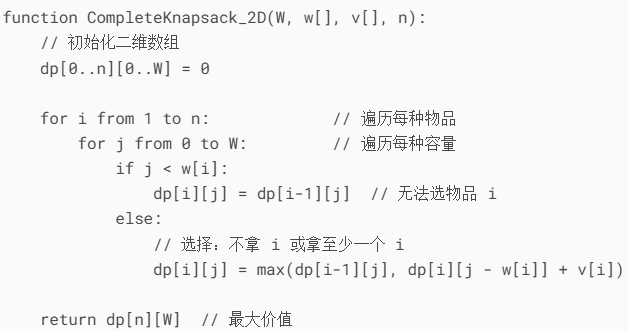 function CompleteKnapsack_2D(W, w[], v[], n):
    // 初始化二维数组
    dp[0..n][0..W] = 0

    for i from 1 to n:            // 遍历每种物品
        for j from 0 to W:        // 遍历每种容量
            if j < w[i]:
                dp[i][j] = dp[i-1][j]  // 无法选物品 i
            else:
                // 选择：不拿 i 或拿至少一个 i
                dp[i][j] = max(dp[i-1][j], dp[i][j - w[i]] + v[i])

    return dp[n][W]  // 最大价值